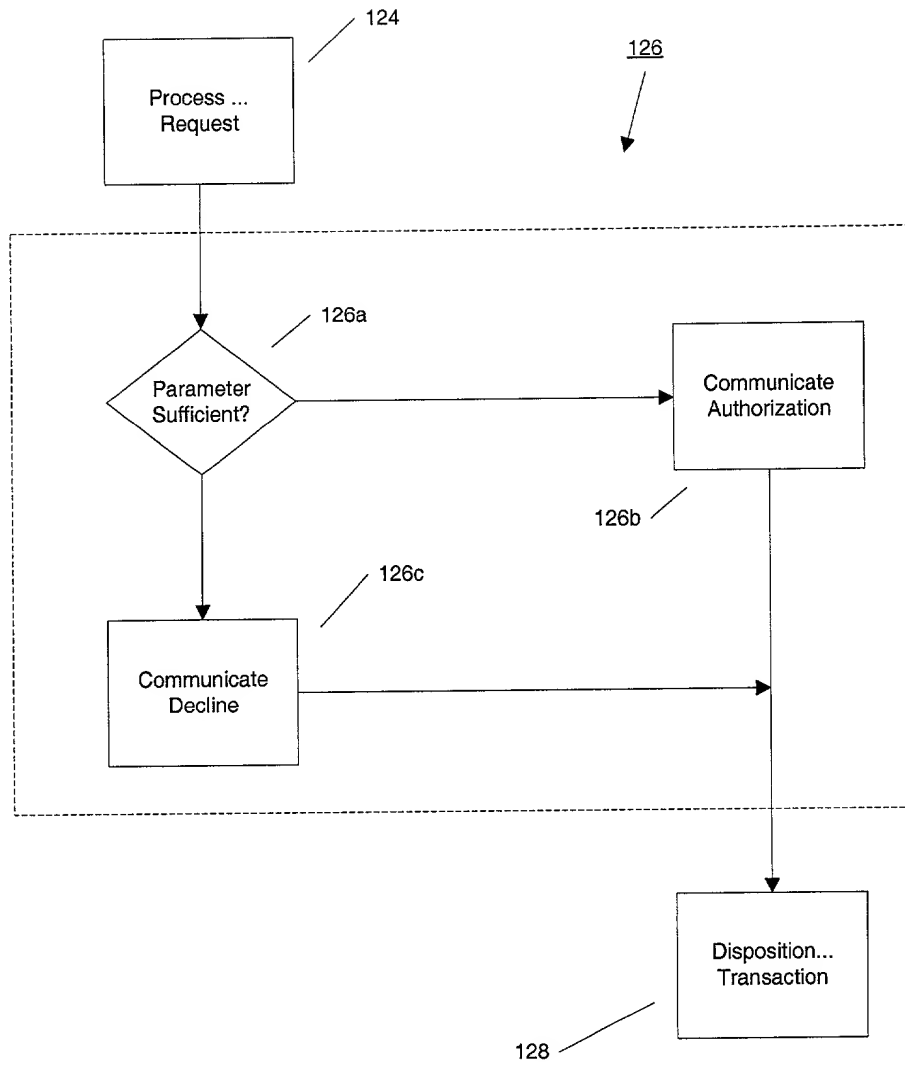 124
126
Process ...
Request
126a
Parameter
Sufficient?
Communicate
Authorization
126b
126c
Communicate
Decline
Disposition...
Transaction
128